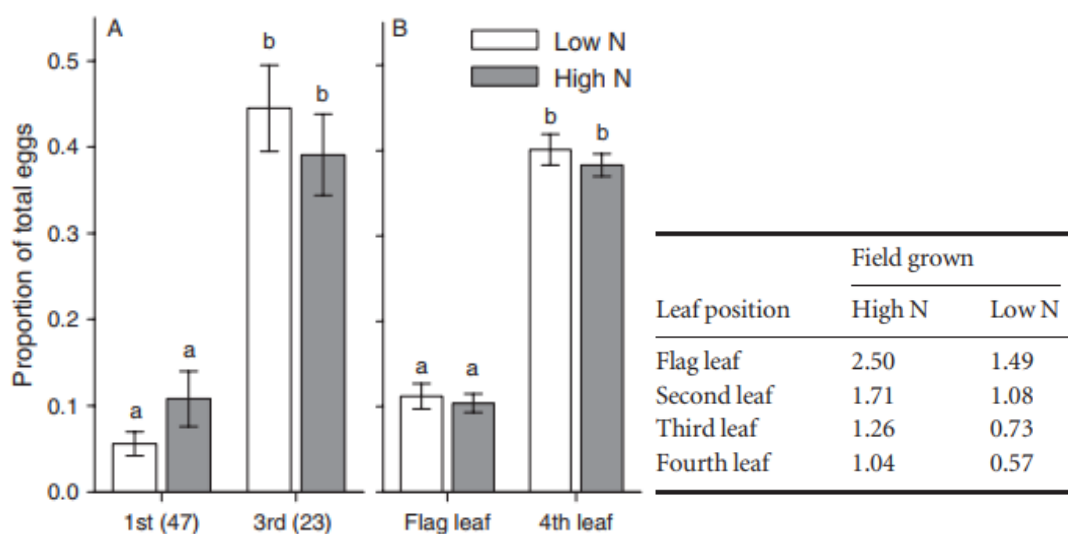 A
B
Low N
High N
Proportion of total eggs
0.5
0.4
0.3
0.2
0.1
0.0
b
b
a
a
b
b
a
a
1st (47)
3rd (23)
Flag leaf
4th leaf
Field grown
Leaf position High N Low N
Flag leaf 2.50 1.49
Second leaf 1.71 1.08
Third leaf 1.26 0.73
Fourth leaf 1.04 0.57